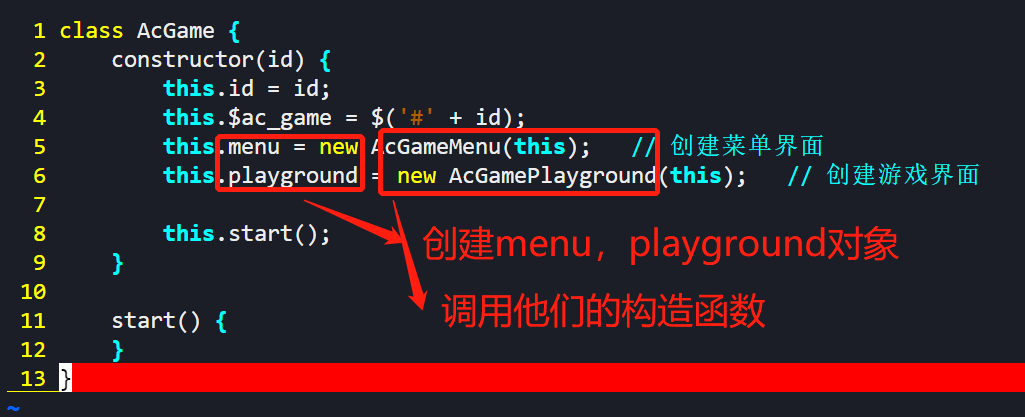 1 class AcGame {
2     constructor(id) {
3         this.id = id;
4         this.$ac_game = $('#' + id);
5         this.menu = new AcGameMenu(this);   // 创建菜单界面
6         this.playground = new AcGamePlayground(this);   // 创建游戏界面
7
8         this.start();
9     }
10
11     start() {
12     }
13 }
~
创建menu，playground对象
调用他们的构造函数